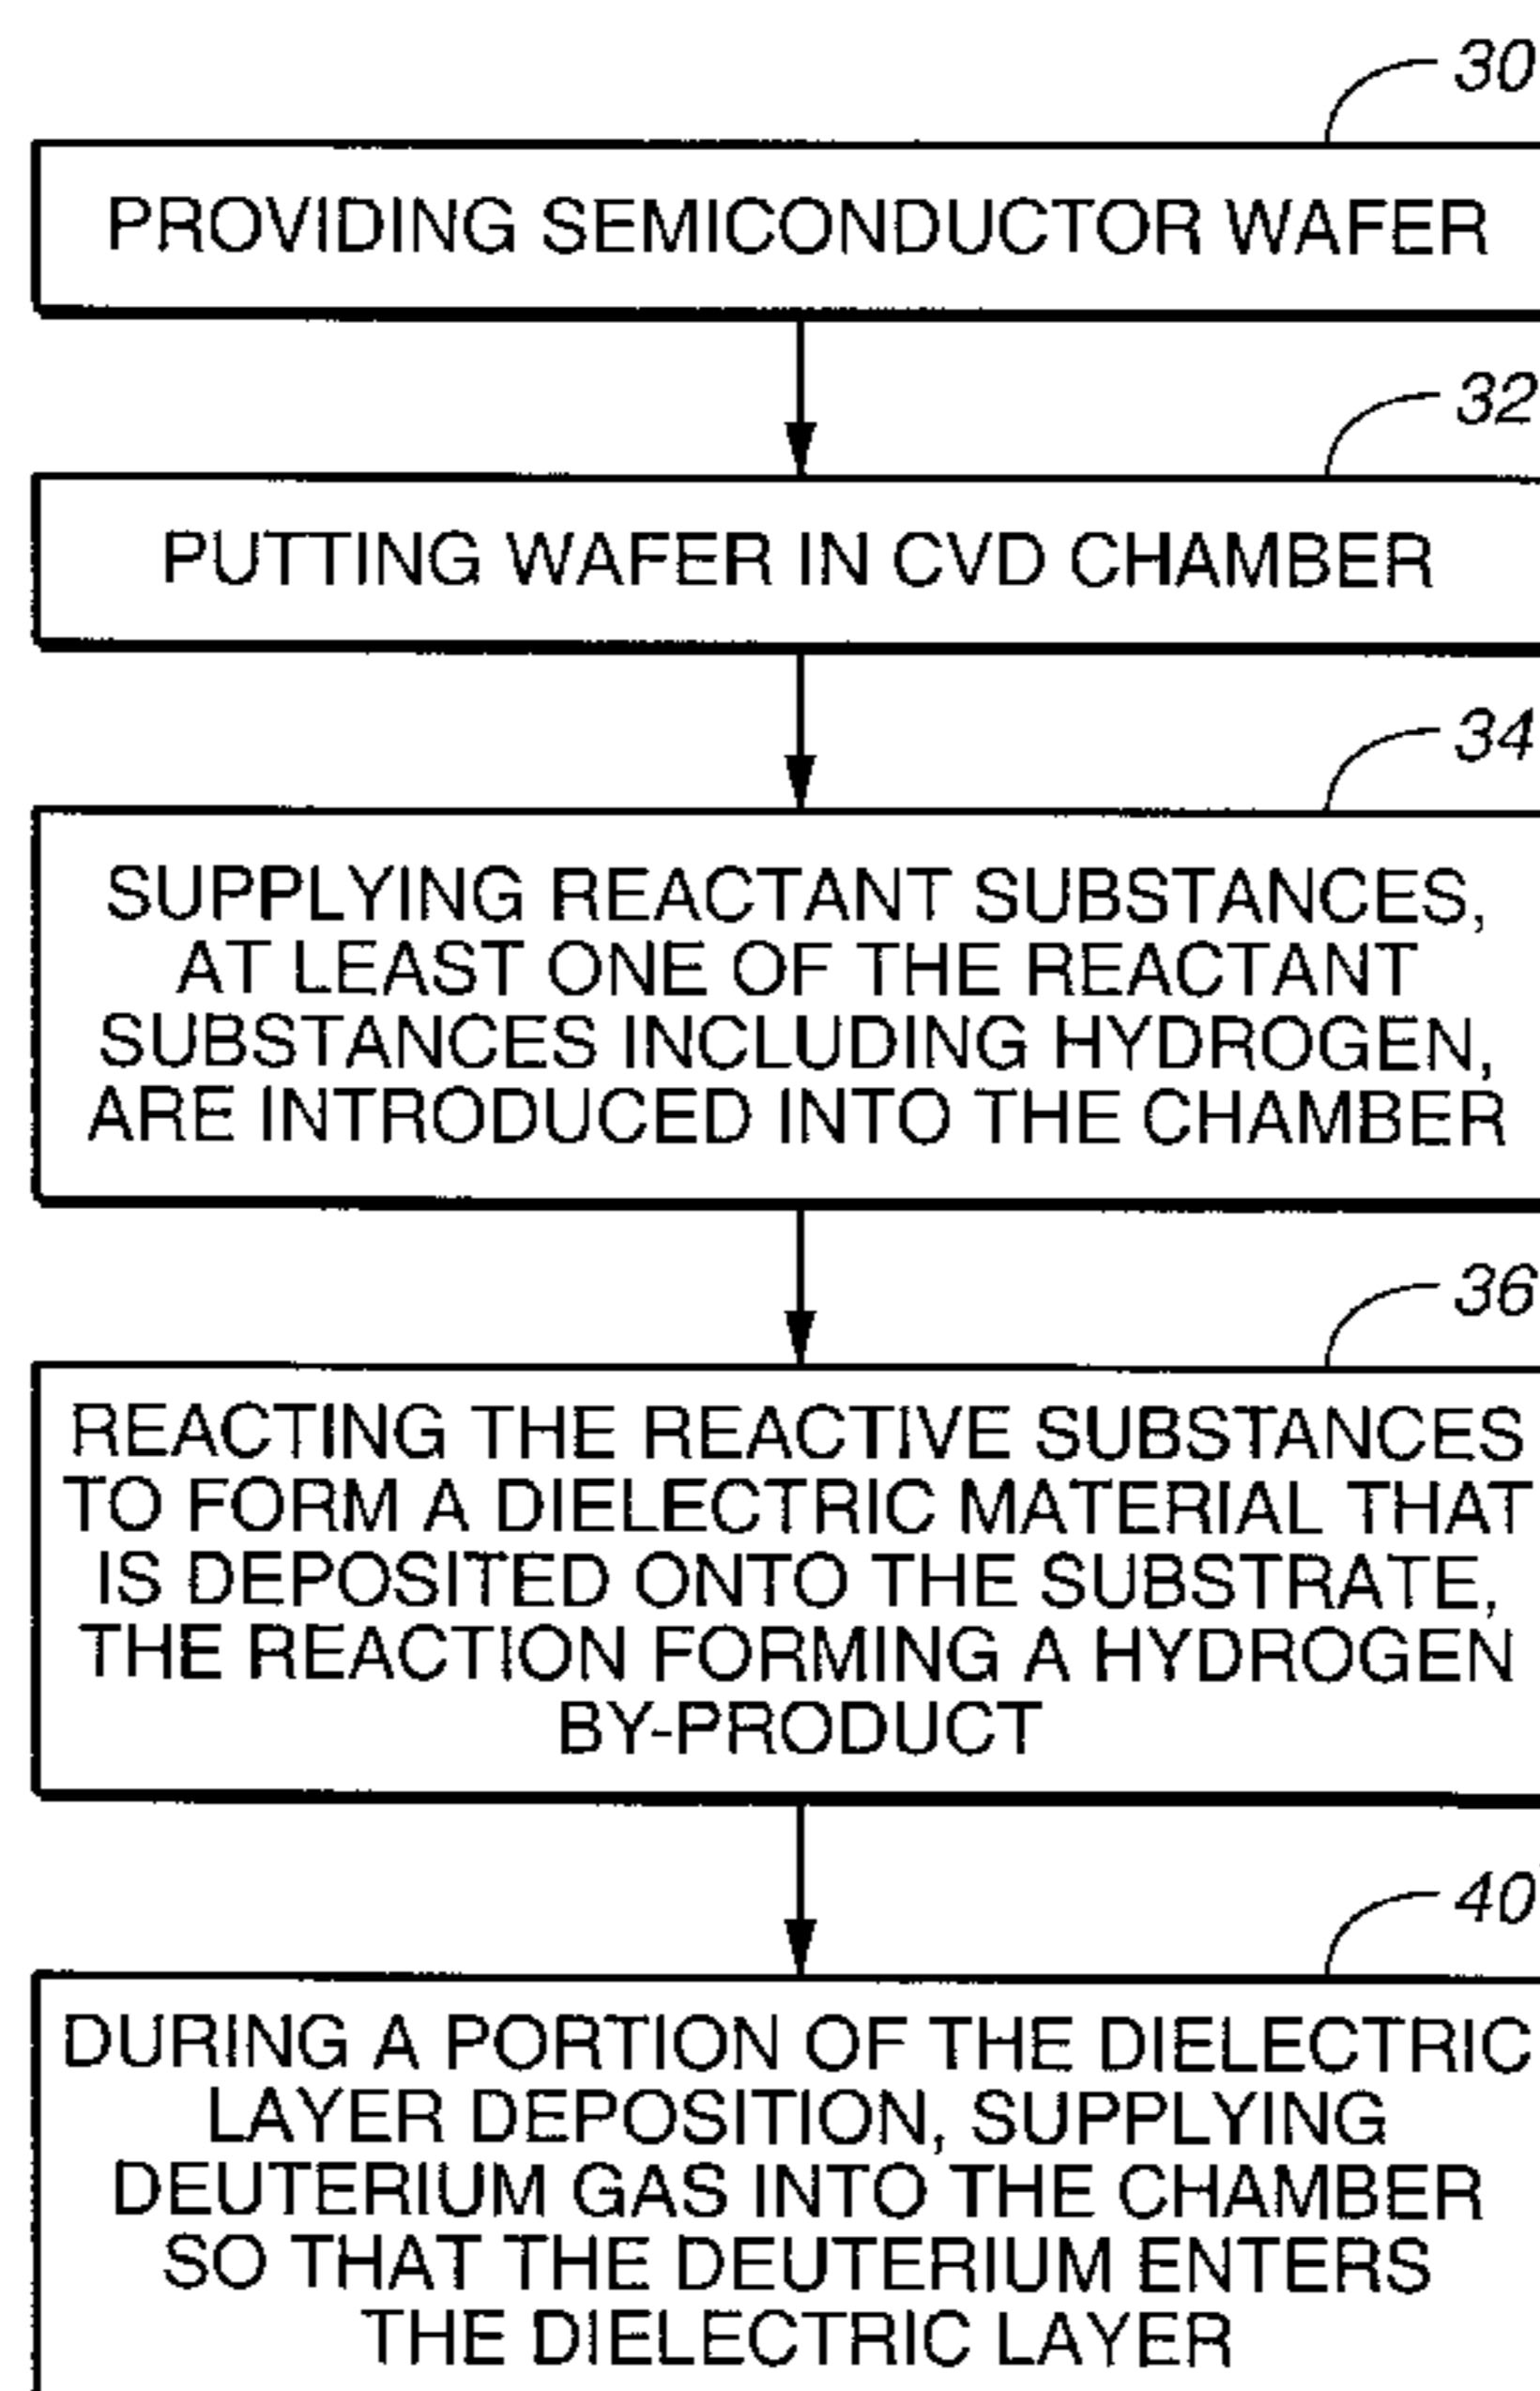 30
PROVIDING SEMICONDUCTOR WAFER
32
PUTTING WAFER IN CVD CHAMBER
34
SUPPLYING REACTANT SUBSTANCES,
AT LEAST ONE OF THE REACTANT
SUBSTANCES INCLUDING HYDROGEN,
ARE INTRODUCED INTO THE CHAMBER
36
REACTING THE REACTIVE SUBSTANCES
TO FORM A DIELECTRIC MATERIAL THAT
IS DEPOSITED ONTO THE SUBSTRATE,
THE REACTION FORMING A HYDROGEN
BY-PRODUCT
40
DURING A PORTION OF THE DIELECTRIC
LAYER DEPOSITION, SUPPLYING
DEUTERIUM GAS INTO THE CHAMBER
SO THAT THE DEUTERIUM ENTERS
THE DIELECTRIC LAYER